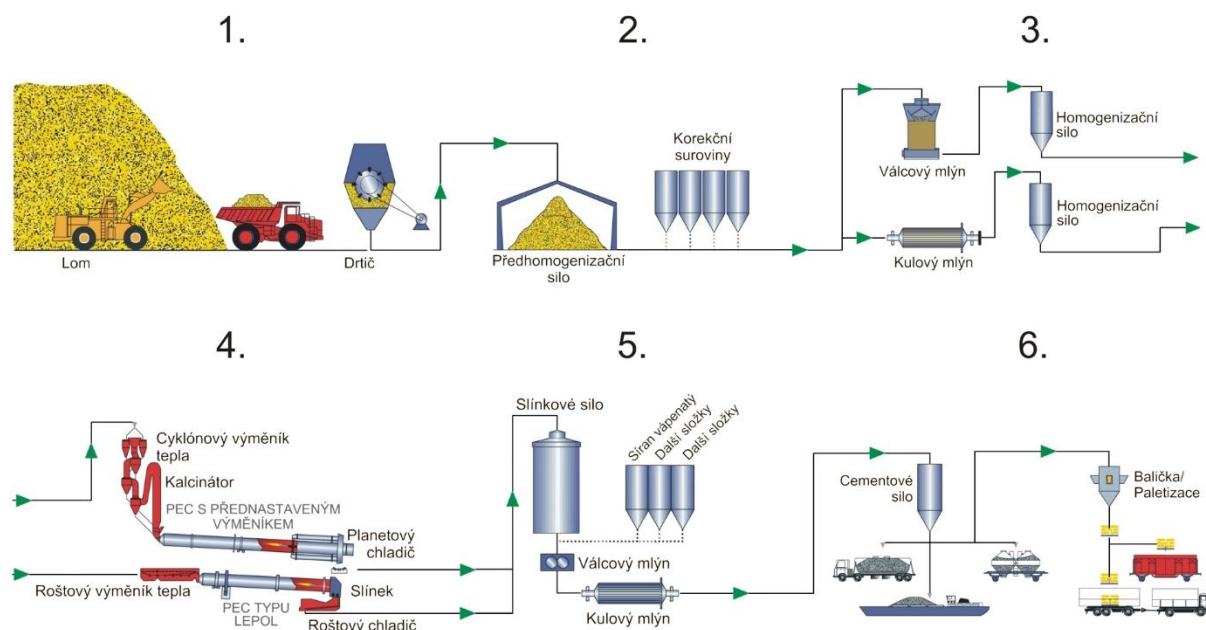 1.
2.
3.
Lom
Drtič
Předhomogenizační
silo
Korekční
suroviny
Válcový mlýn
Homogenizační
silo
Kulový mlýn
Homogenizační
silo
4.
5.
6.
Cyklónový výměník
tepla
Kalcinátor
PEC S PŘEDNASTAVENÝM
VÝMĚNÍKEM
Planetový
chladič
Roštový výměník tepla
PEC TYPU
LEPOL
Slínek
Roštový chladič
Slínkové silo
Síran vápenatý
Další složky
Další složky
Válcový mlýn
Kulový mlýn
Cementové
silo
Balička/
Paletizace